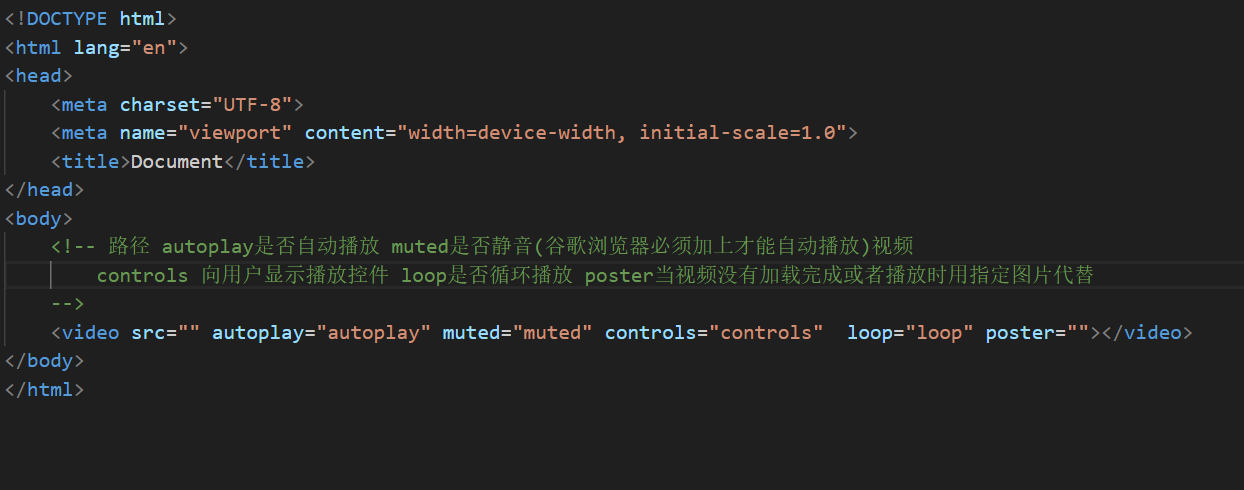 <!DOCTYPE html>
<html lang="en">
<head>
    <meta charset="UTF-8">
    <meta name="viewport" content="width=device-width, initial-scale=1.0">
    <title>Document</title>
</head>
<body>
    <!-- 路径 autoplay是否自动播放 muted是否静音(谷歌浏览器必须加上才能自动播放)视频
        controls 向用户显示播放控件 loop是否循环播放 poster当视频没有加载完成或者播放时用指定图片代替
    -->
    <video src="" autoplay="autoplay" muted="muted" controls="controls"  loop="loop" poster=""></video>
</body>
</html>